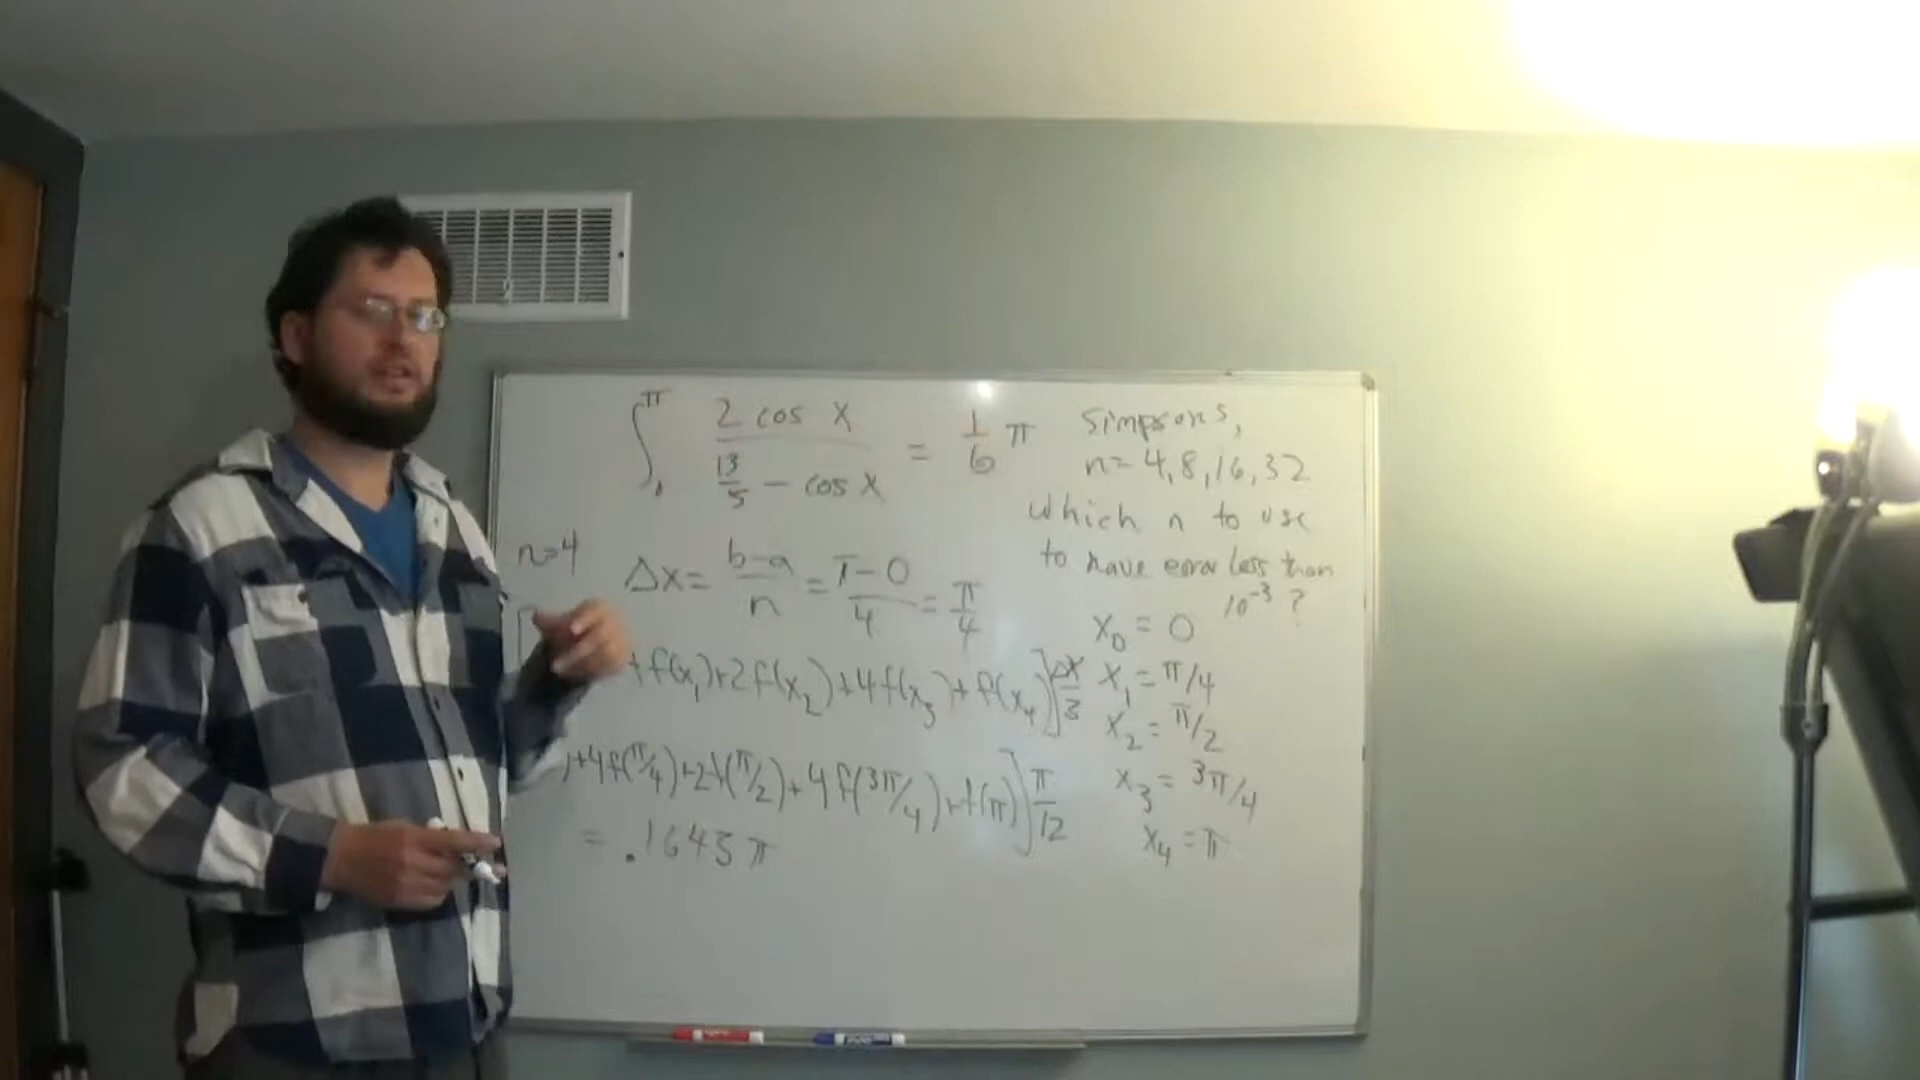 ∫₀^π (2 cos x)/(13/5 − cos x) = 1/6 π
Simpsons,
n = 4, 8, 16, 32
which n to use
to have error less than
10⁻³ ?
n=4
Δx = (b−a)/n = (π−0)/4 = π/4
x₀ = 0
x₁ = π/4
x₂ = π/2
x₃ = 3π/4
x₄ = π
+f(x₁)+2f(x₂)+4f(x₃)+f(x₄)] Δx/3
)+4f(π/4)+2f(π/2)+4f(3π/4)+f(π)] π/12
= .1645π